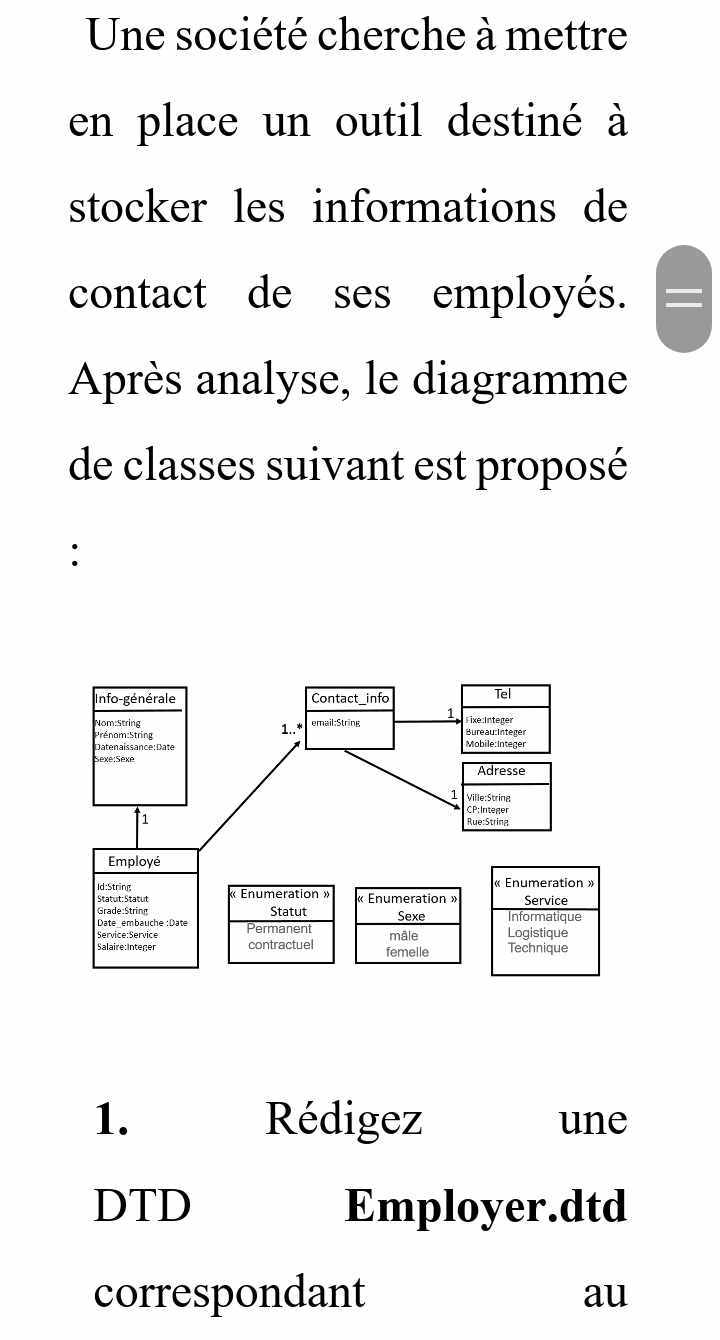 Une société cherche à mettre
en place un outil destiné à
stocker les informations de
contact de ses employés.
Après analyse, le diagramme
de classes suivant est proposé
:
Info-générale
Nom:String
Prénom:String
Datenaissance:Date
Sexe:Sexe
1..*
Contact_info
email:String
1
Tel
Fixe:Integer
Bureau:Integer
Mobile:Integer
1
Adresse
Ville:String
CP:Integer
Rue:String
1
Employé
Id:String
Statut:Statut
Grade:String
Date_embauche :Date
Service:Service
Salaire:Integer
« Enumeration »
Statut
Permanent
contractuel
« Enumeration »
Sexe
mâle
femelle
« Enumeration »
Service
Informatique
Logistique
Technique
1. Rédigez une
DTD Employer.dtd
correspondant au